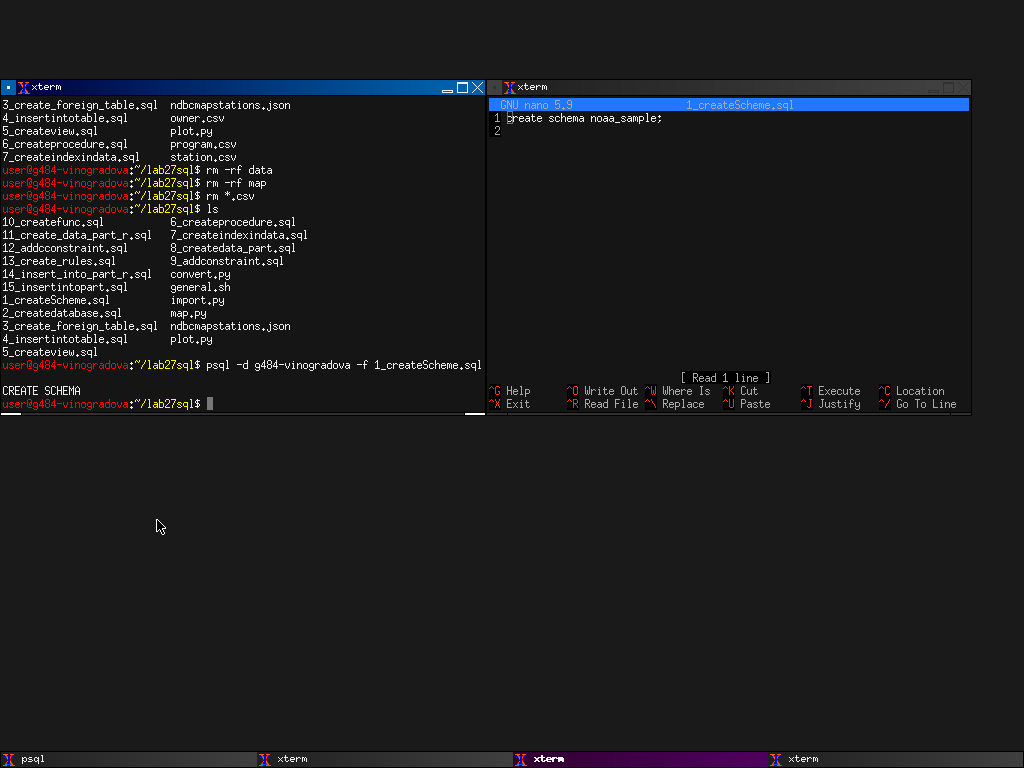 xterm
3_create_foreign_table.sql  ndbcmapstations.json
4_insertintotable.sql       owner.csv
5_createview.sql            plot.py
6_createprocedure.sql       program.csv
7_createindexindata.sql     station.csv
user@g484-vinogradova:~/lab27sql$ rm -rf data
user@g484-vinogradova:~/lab27sql$ rm -rf map
user@g484-vinogradova:~/lab27sql$ rm *.csv
user@g484-vinogradova:~/lab27sql$ ls
10_createfunc.sql           6_createprocedure.sql
11_create_data_part_r.sql   7_createindexindata.sql
12_addcconstraint.sql       8_createdata_part.sql
13_create_rules.sql         9_addconstraint.sql
14_insert_into_part_r.sql   convert.py
15_insertintopart.sql       general.sh
1_createScheme.sql          import.py
2_createdatabase.sql        map.py
3_create_foreign_table.sql  ndbcmapstations.json
4_insertintotable.sql       plot.py
5_createview.sql
user@g484-vinogradova:~/lab27sql$ psql -d g484-vinogradova -f 1_createScheme.sql
CREATE SCHEMA
user@g484-vinogradova:~/lab27sql$
xterm
GNU nano 5.9                   1_createScheme.sql
1 create schema noaa_sample;
2
[ Read 1 line ]
^G Help      ^O Write Out ^W Where Is  ^K Cut       ^T Execute   ^C Location
^X Exit      ^R Read File ^\ Replace   ^U Paste     ^J Justify   ^/ Go To Line
psql xterm xterm xterm